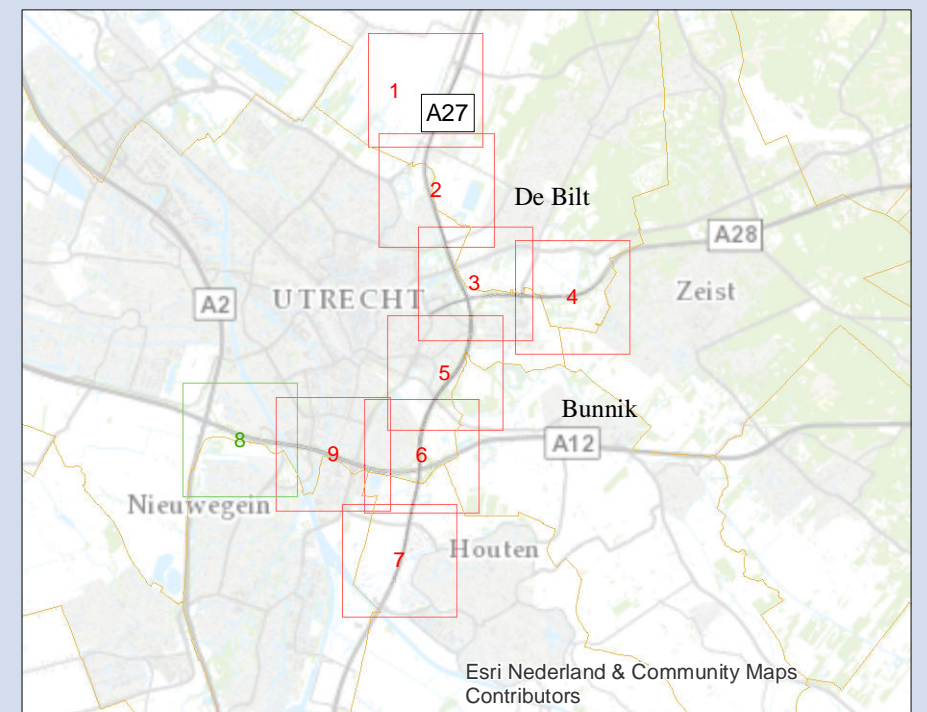 1
A27
2
De Bilt
A28
3
4
Zeist
A2
UTRECHT
5
Bunnik
8
A12
9
6
Nieuwegein
Houten
7
Esri Nederland & Community Maps
Contributors